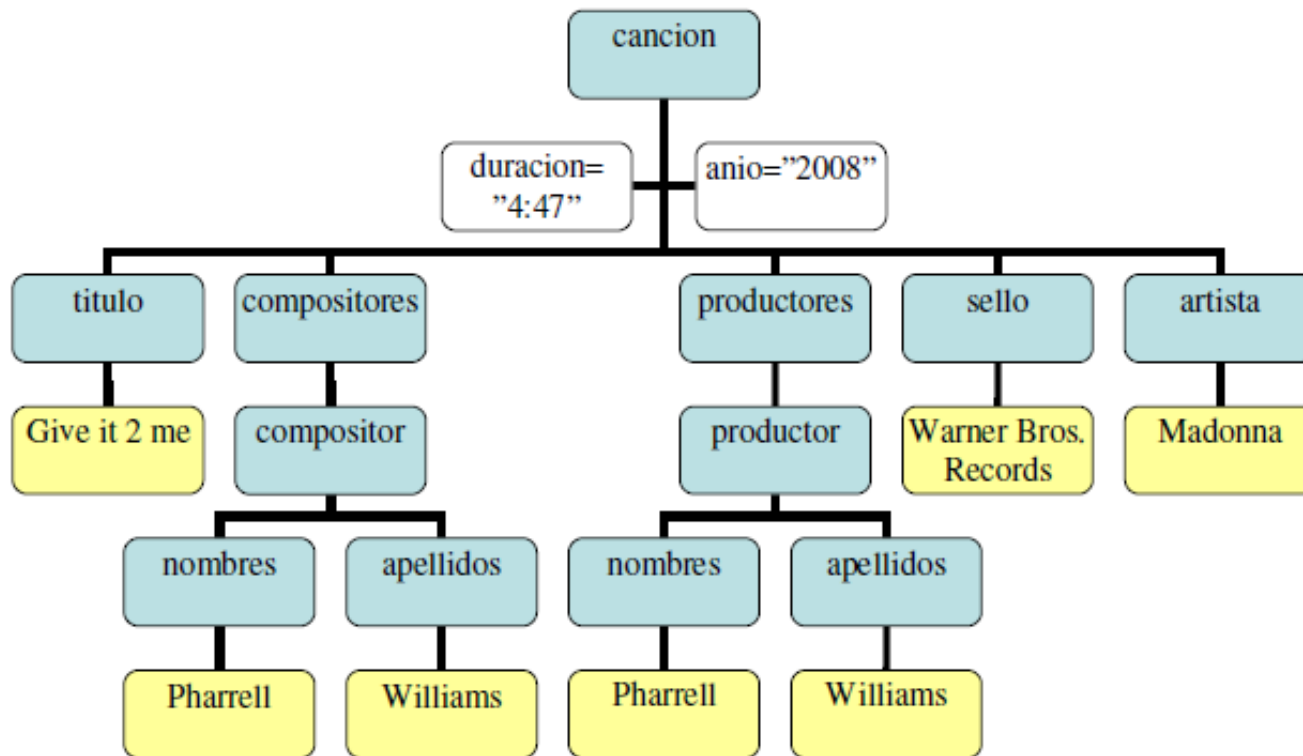 cancion
duracion=
”4:47”
anio=”2008”
titulo
compositores
productores
sello
artista
Give it 2 me
compositor
productor
Warner Bros.
Records
Madonna
nombres
apellidos
nombres
apellidos
Pharrell
Williams
Pharrell
Williams